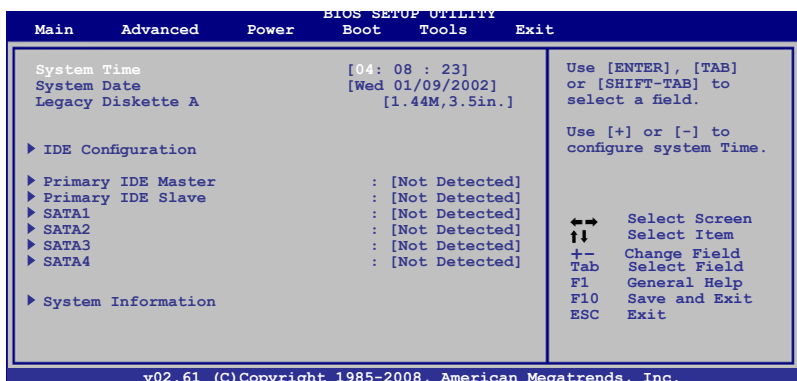 BIOS SETUP UTILITY
Main Advanced Power Boot Tools Exit
System Time [04: 08 : 23]
System Date [Wed 01/09/2002]
Legacy Diskette A [1.44M,3.5in.]
IDE Configuration
Primary IDE Master : [Not Detected]
Primary IDE Slave : [Not Detected]
SATA1 : [Not Detected]
SATA2 : [Not Detected]
SATA3 : [Not Detected]
SATA4 : [Not Detected]
System Information
Use [ENTER], [TAB]
or [SHIFT-TAB] to
select a field.
Use [+] or [-] to
configure system Time.
←→ Select Screen
↑↓ Select Item
+- Change Field
Tab Select Field
F1 General Help
F10 Save and Exit
ESC Exit
v02.61 (C)Copyright 1985-2008, American Megatrends, Inc.